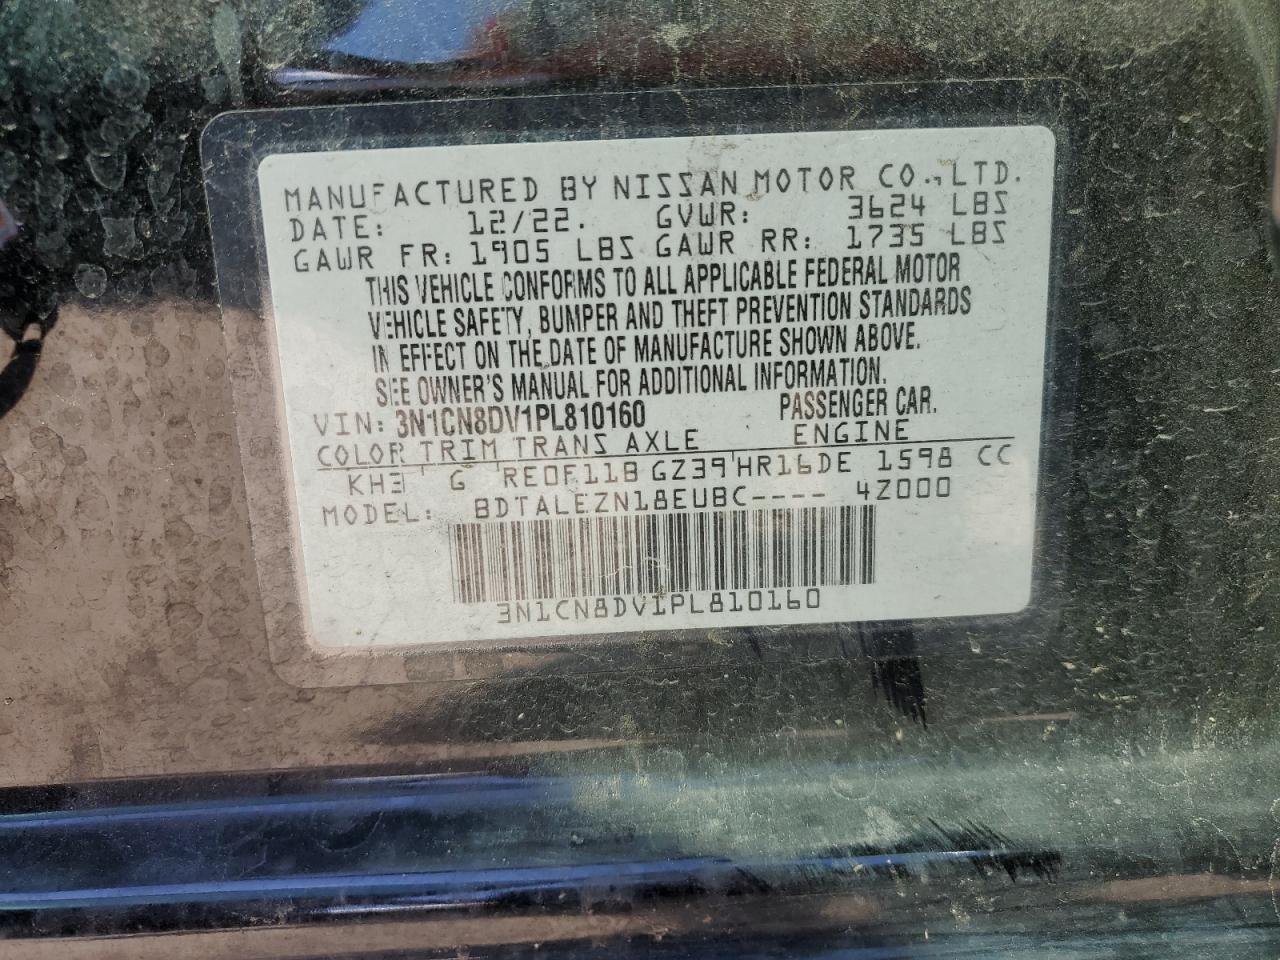 MANUFACTURED BY NISSAN MOTOR CO., LTD.
DATE: 12/22. GVWR: 3624 LBS
GAWR FR: 1905 LBS GAWR RR: 1735 LBS
THIS VEHICLE CONFORMS TO ALL APPLICABLE FEDERAL MOTOR
VEHICLE SAFETY, BUMPER AND THEFT PREVENTION STANDARDS
IN EFFECT ON THE DATE OF MANUFACTURE SHOWN ABOVE.
SEE OWNER'S MANUAL FOR ADDITIONAL INFORMATION.
VIN: 3N1CN8DV1PL810160 PASSENGER CAR.
COLOR TRIM TRANS AXLE ENGINE
KH3 G RE0F11B GZ39 HR16DE 1598 CC
MODEL: BDTALEZN18EUBC---- 4Z000
3N1CN8DV1PL810160